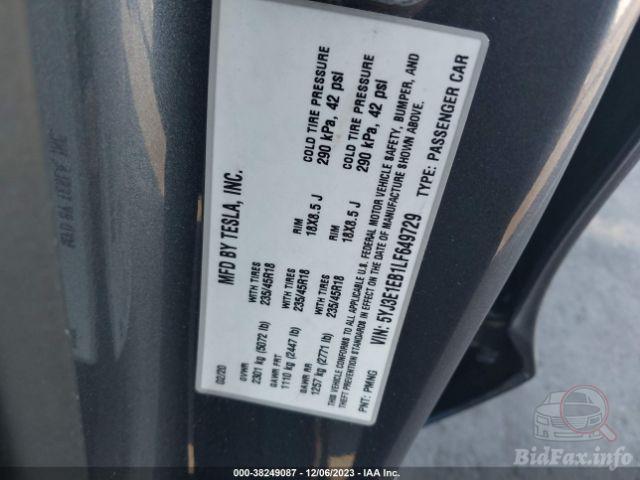 MFD BY TESLA, INC.
02/20
GVWR
2301 kg (5072 lb)
GAWR FRT WITH TIRES RIM COLD TIRE PRESSURE
1110 kg (2447 lb) 235/45R18 18X8.5 J 290 kPa, 42 psi
GAWR RR WITH TIRES RIM COLD TIRE PRESSURE
1257 kg (2771 lb) 235/45R18 18X8.5 J 290 kPa, 42 psi
THIS VEHICLE CONFORMS TO ALL APPLICABLE U.S. FEDERAL MOTOR VEHICLE SAFETY, BUMPER, AND
THEFT PREVENTION STANDARDS IN EFFECT ON THE DATE OF MANUFACTURE SHOWN ABOVE.
VIN: 5YJ3E1EB1LF649729
PNT: PMNG TYPE: PASSENGER CAR
BidFax.info
000-38249087 - 12/06/2023 - IAA Inc.